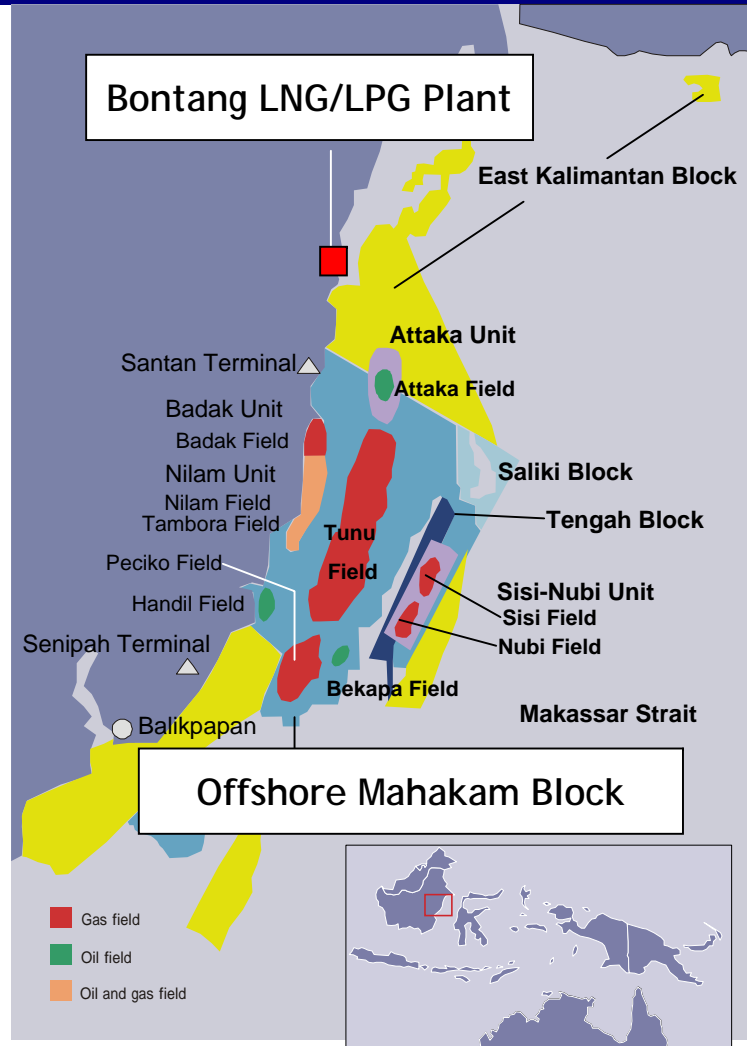 Bontang LNG/LPG Plant
East Kalimantan Block
Attaka Unit
Santan Terminal
Attaka Field
Badak Unit
Badak Field
Saliki Block
Nilam Unit
Nilam Field
Tengah Block
Tambora Field
Tunu
Field
Peciko Field
Sisi-Nubi Unit
Handil Field
Sisi Field
Nubi Field
Senipah Terminal
Bekapa Field
Makassar Strait
Balikpapan
Offshore Mahakam Block
Gas field
Oil field
Oil and gas field